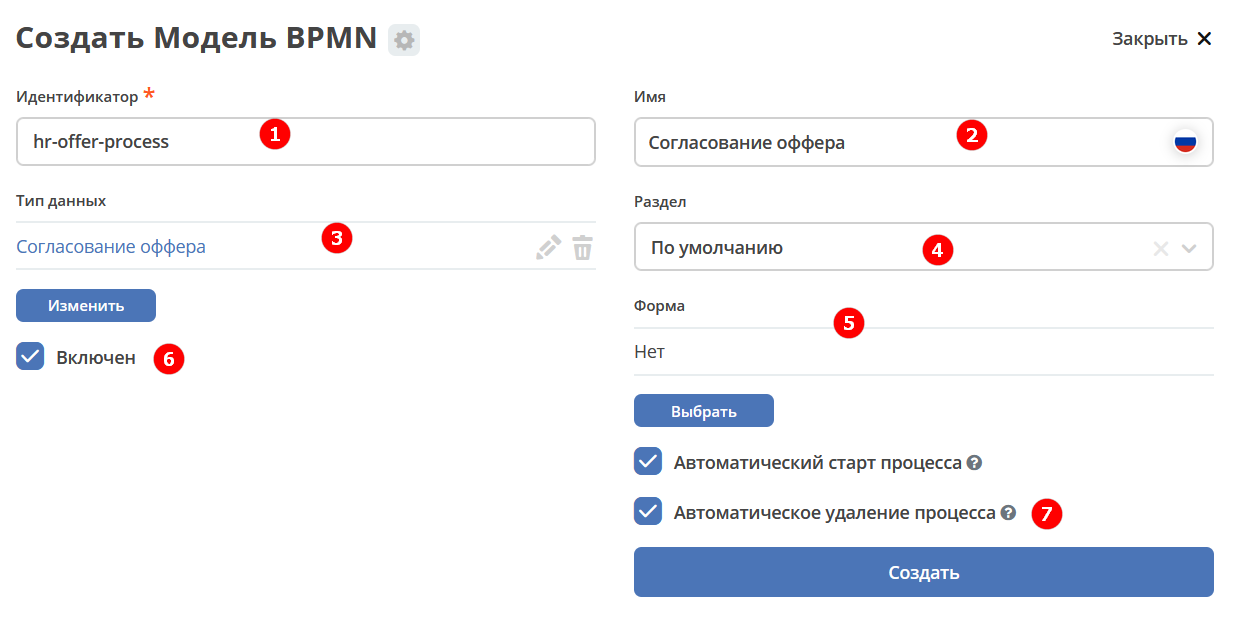 Создать Модель BPMN
Закрыть
Идентификатор *
hr-offer-process
1
Имя
Согласование оффера
2
Тип данных
Согласование оффера
3
Изменить
Включен
6
Раздел
По умолчанию
4
Форма
5
Нет
Выбрать
Автоматический старт процесса ?
Автоматическое удаление процесса ?
7
Создать